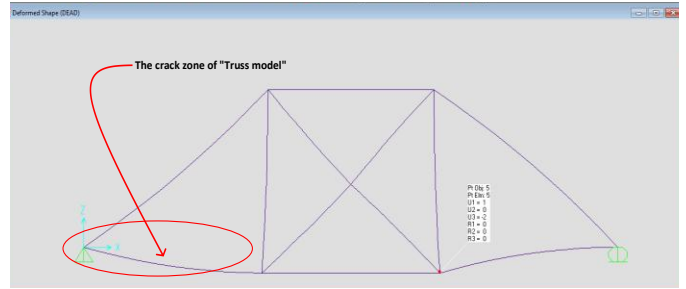 Deformed Shape (DEAD)
The crack zone of "Truss model"
Pt Obj: 5
Pt Elm: 5
U1 = 1
U2 = 0
U3 = -2
R1 = 0
R2 = 0
R3 = 0
Z
X